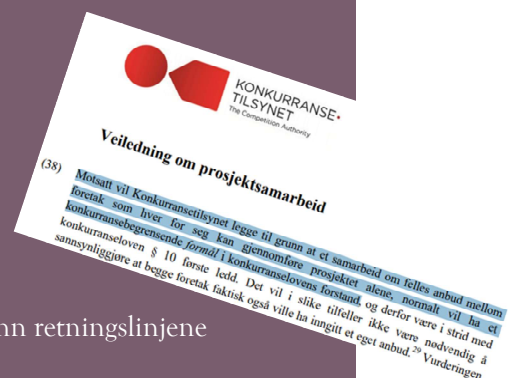 KONKURRANSE-
TILSYNET
The Competition Authority
Veiledning om prosjektsamarbeid
(38) Motsatt vil Konkurransetilsynet legge til grunn at et samarbeid om felles anbud mellom
foretak som hver for seg kan gjennomføre prosjektet alene, normalt vil ha et
konkurransebegrensende formål i konkurranselovens forstand, og derfor være i strid med
konkurranseloven § 10 første ledd. Det vil i slike tilfeller ikke være nødvendig å
sannsynliggjøre at begge foretak faktisk også ville ha inngitt et eget anbud.29 Vurderingen
retningslinjene